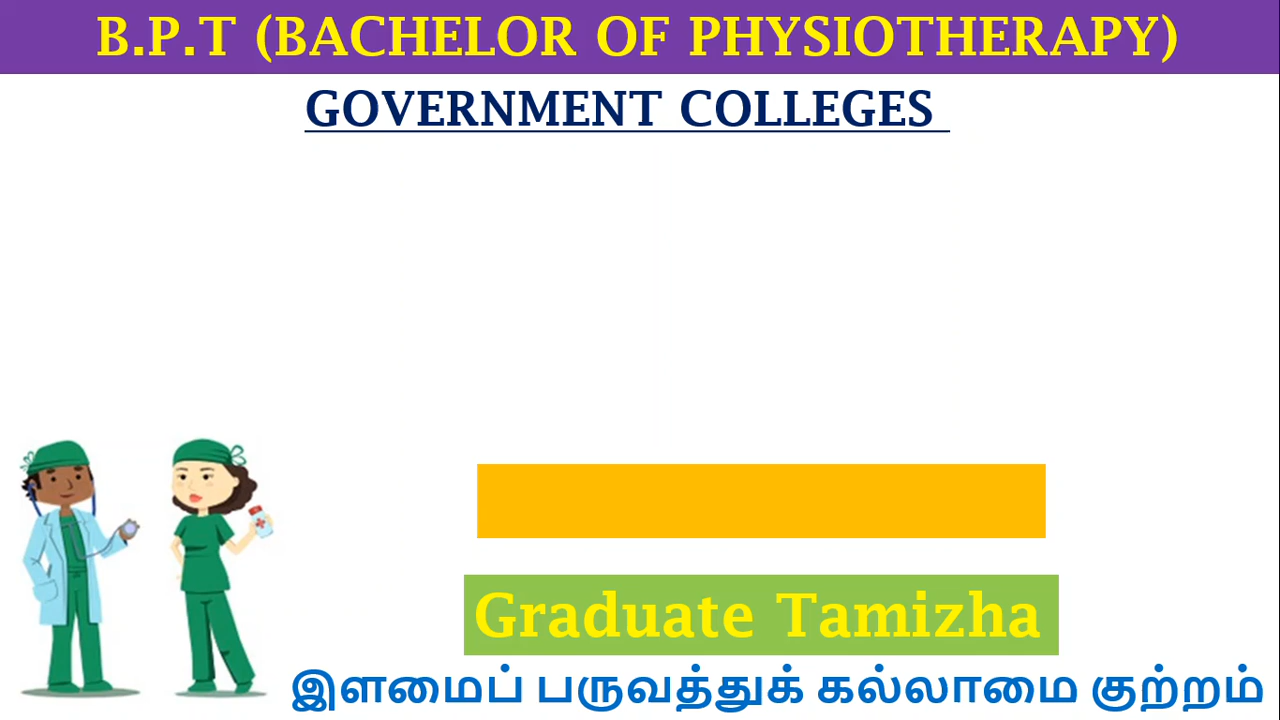 B.P.T (BACHELOR OF PHYSIOTHERAPY)
GOVERNMENT COLLEGES
Graduate Tamizha
இளமைப் பருவத்துக் கல்லாமை குற்றம்